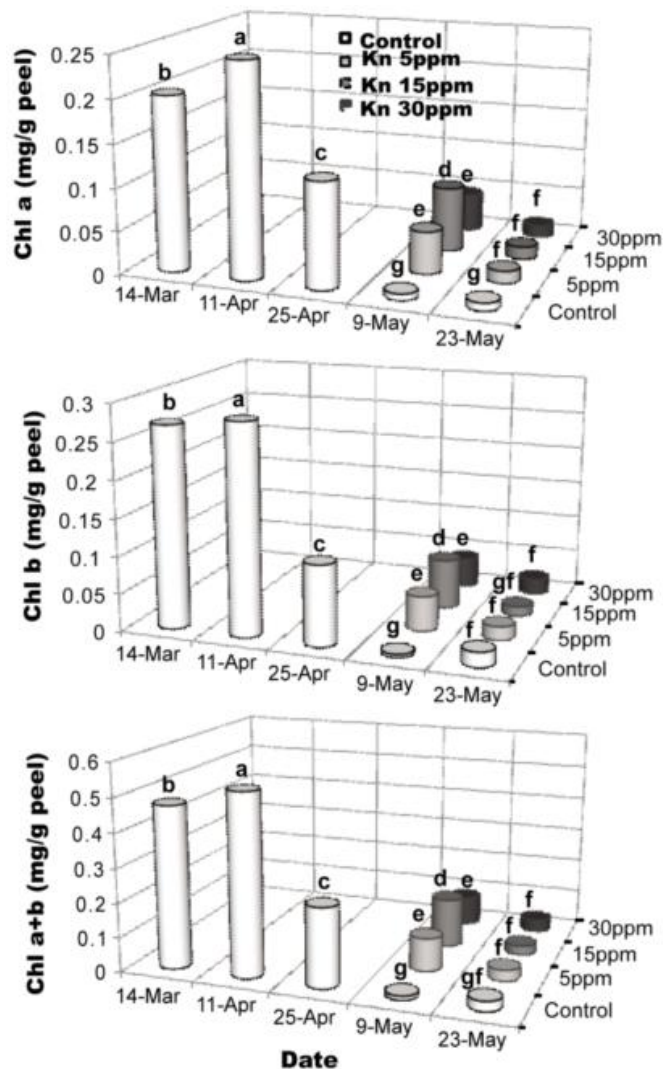 Chl a (mg/g peel)
0.25
0.2
0.15
0.1
0.05
0
Control
Kn 5ppm
Kn 15ppm
Kn 30ppm
b
a
c
g
e
d
e
g
f
f
f
14-Mar
11-Apr
25-Apr
9-May
23-May
30ppm
15ppm
5ppm
Control
Chl b (mg/g peel)
0.3
0.25
0.2
0.15
0.1
0.05
0
b
a
c
g
e
d
e
f
f
gf
f
14-Mar
11-Apr
25-Apr
9-May
23-May
30ppm
15ppm
5ppm
Control
Chl a+b (mg/g peel)
0.6
0.5
0.4
0.3
0.2
0.1
0
b
a
c
g
e
d
e
gf
f
f
f
14-Mar
11-Apr
25-Apr
9-May
23-May
30ppm
15ppm
5ppm
Control
Date